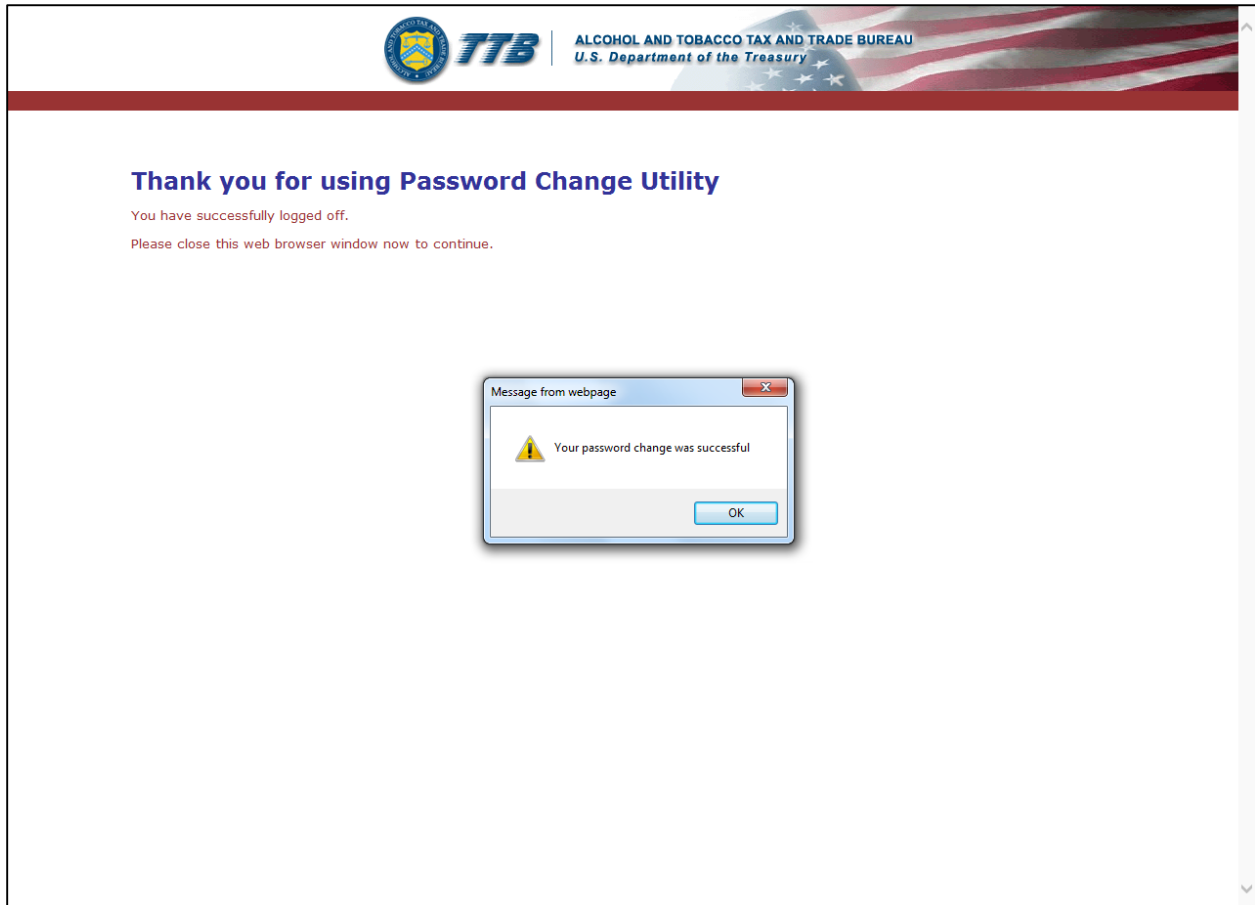 TTB
ALCOHOL AND TOBACCO TAX AND TRADE BUREAU
U.S. Department of the Treasury
Thank you for using Password Change Utility
You have successfully logged off.
Please close this web browser window now to continue.
Message from webpage
Your password change was successful
OK